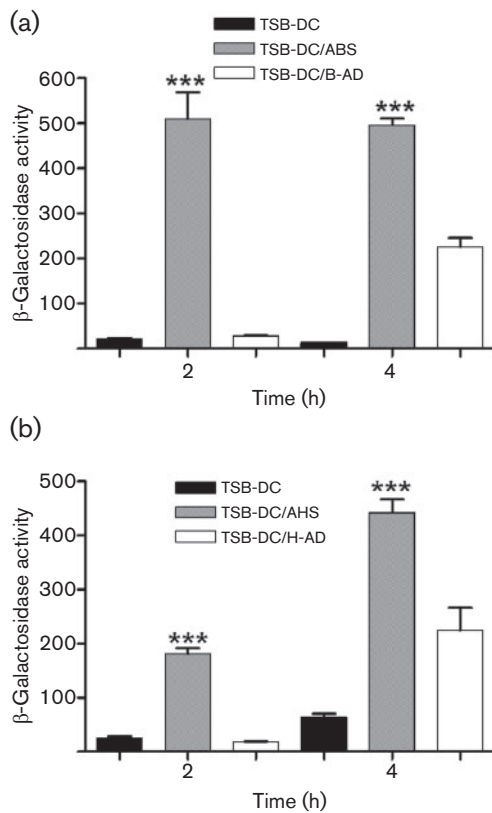 (a)
TSB-DC
TSB-DC/ABS
TSB-DC/B-AD
β-Galactosidase activity
600
500
400
300
200
100
***
***
2
4
Time (h)
(b)
TSB-DC
TSB-DC/AHS
TSB-DC/H-AD
β-Galactosidase activity
500
400
300
200
100
***
***
2
4
Time (h)